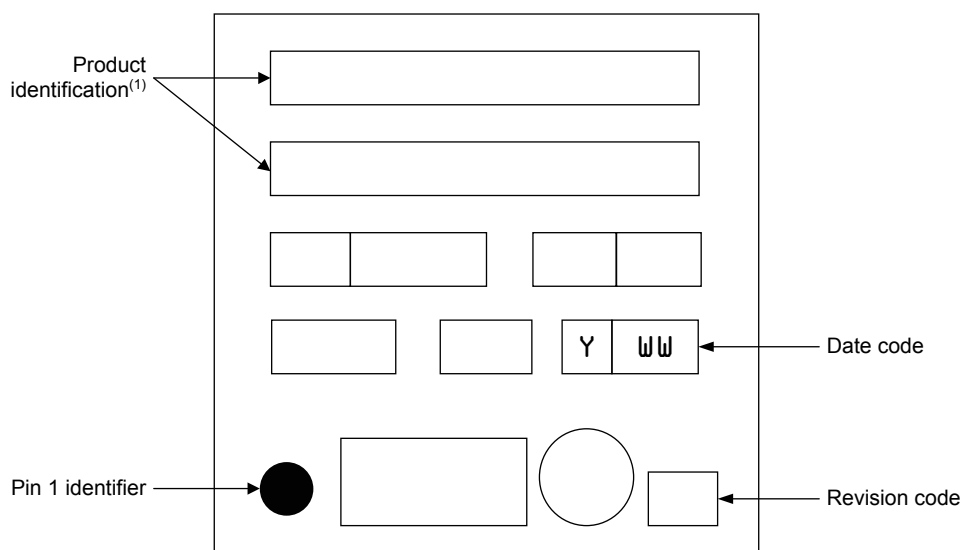 Product
identification(1)
Y WW
Date code
Pin 1 identifier
Revision code